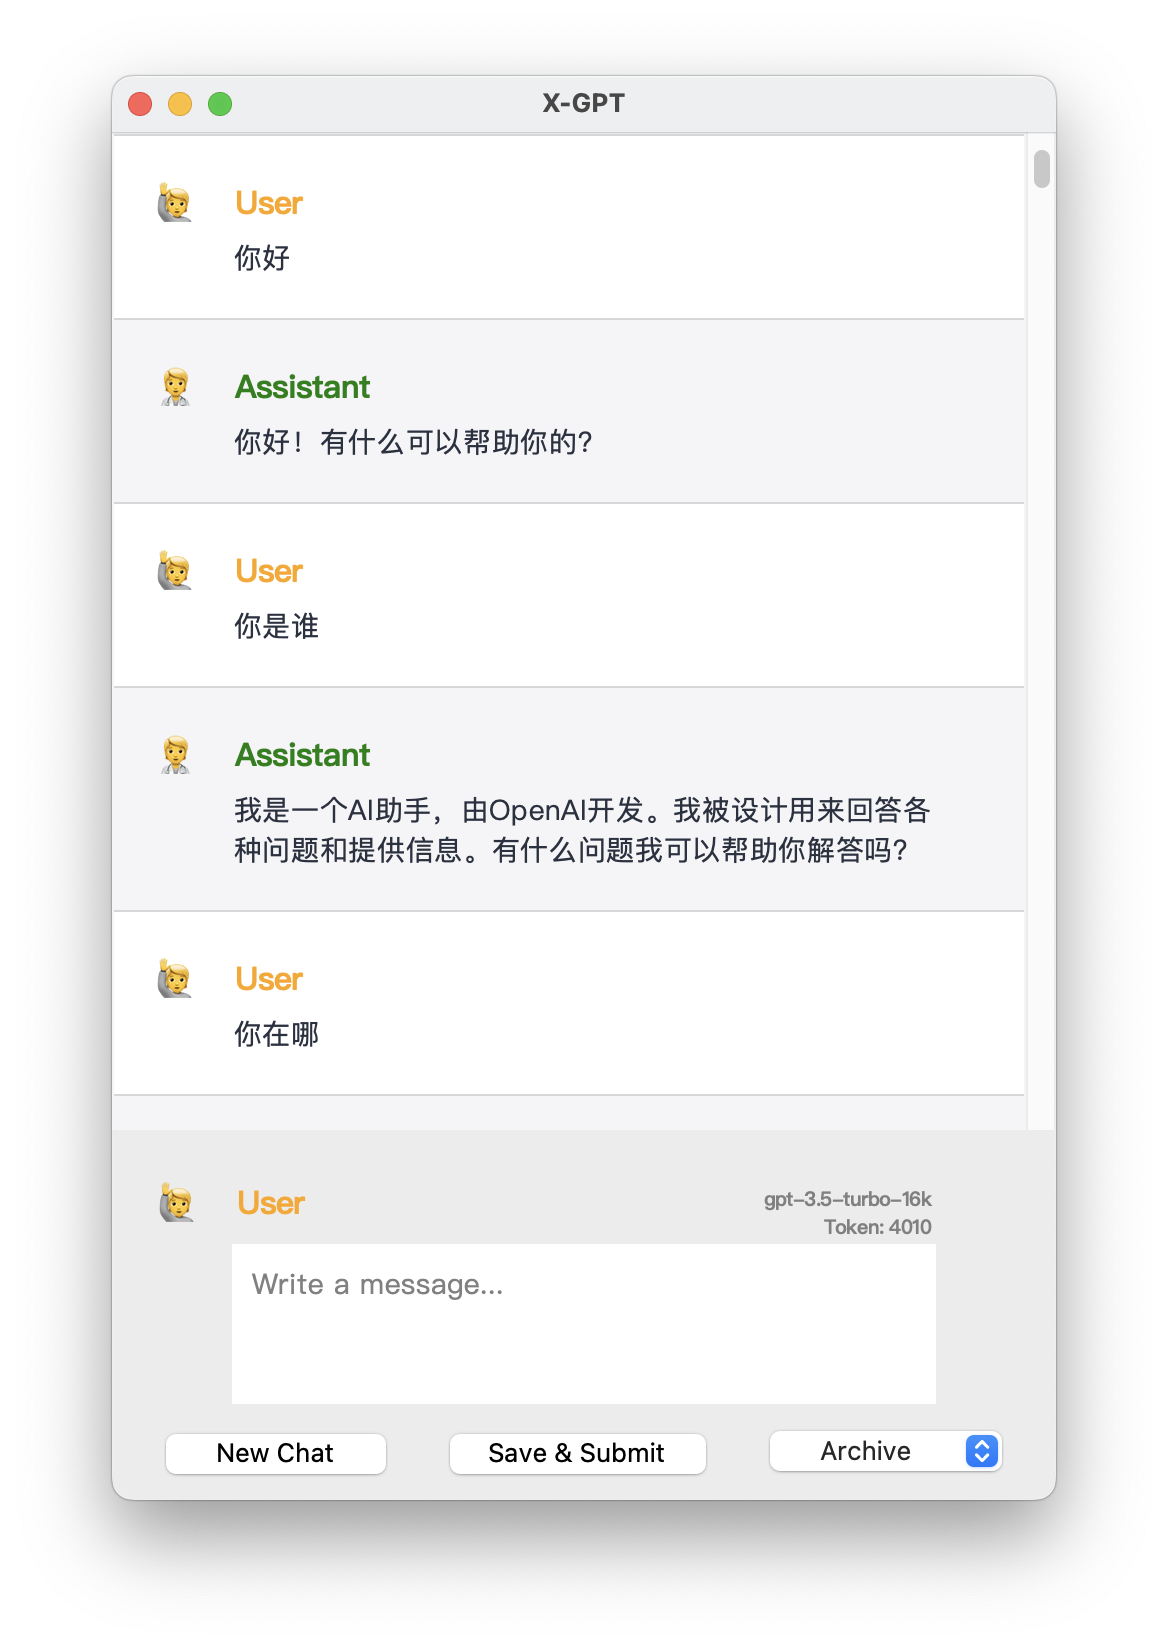 X-GPT
User
你好
Assistant
你好！有什么可以帮助你的？
User
你是谁
Assistant
我是一个AI助手，由OpenAI开发。我被设计用来回答各
种问题和提供信息。有什么问题我可以帮助你解答吗？
User
你在哪
User
gpt-3.5-turbo-16k
Token: 4010
Write a message...
New Chat
Save & Submit
Archive